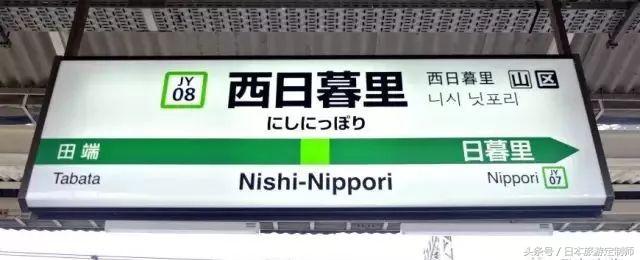 JY
08
西日暮里
にしにっぽり
西日暮里
니시 닛포리
山 区
田端
日暮里
Tabata
Nishi-Nippori
Nippori
JY
07
头条号 / 日本旅游定制师